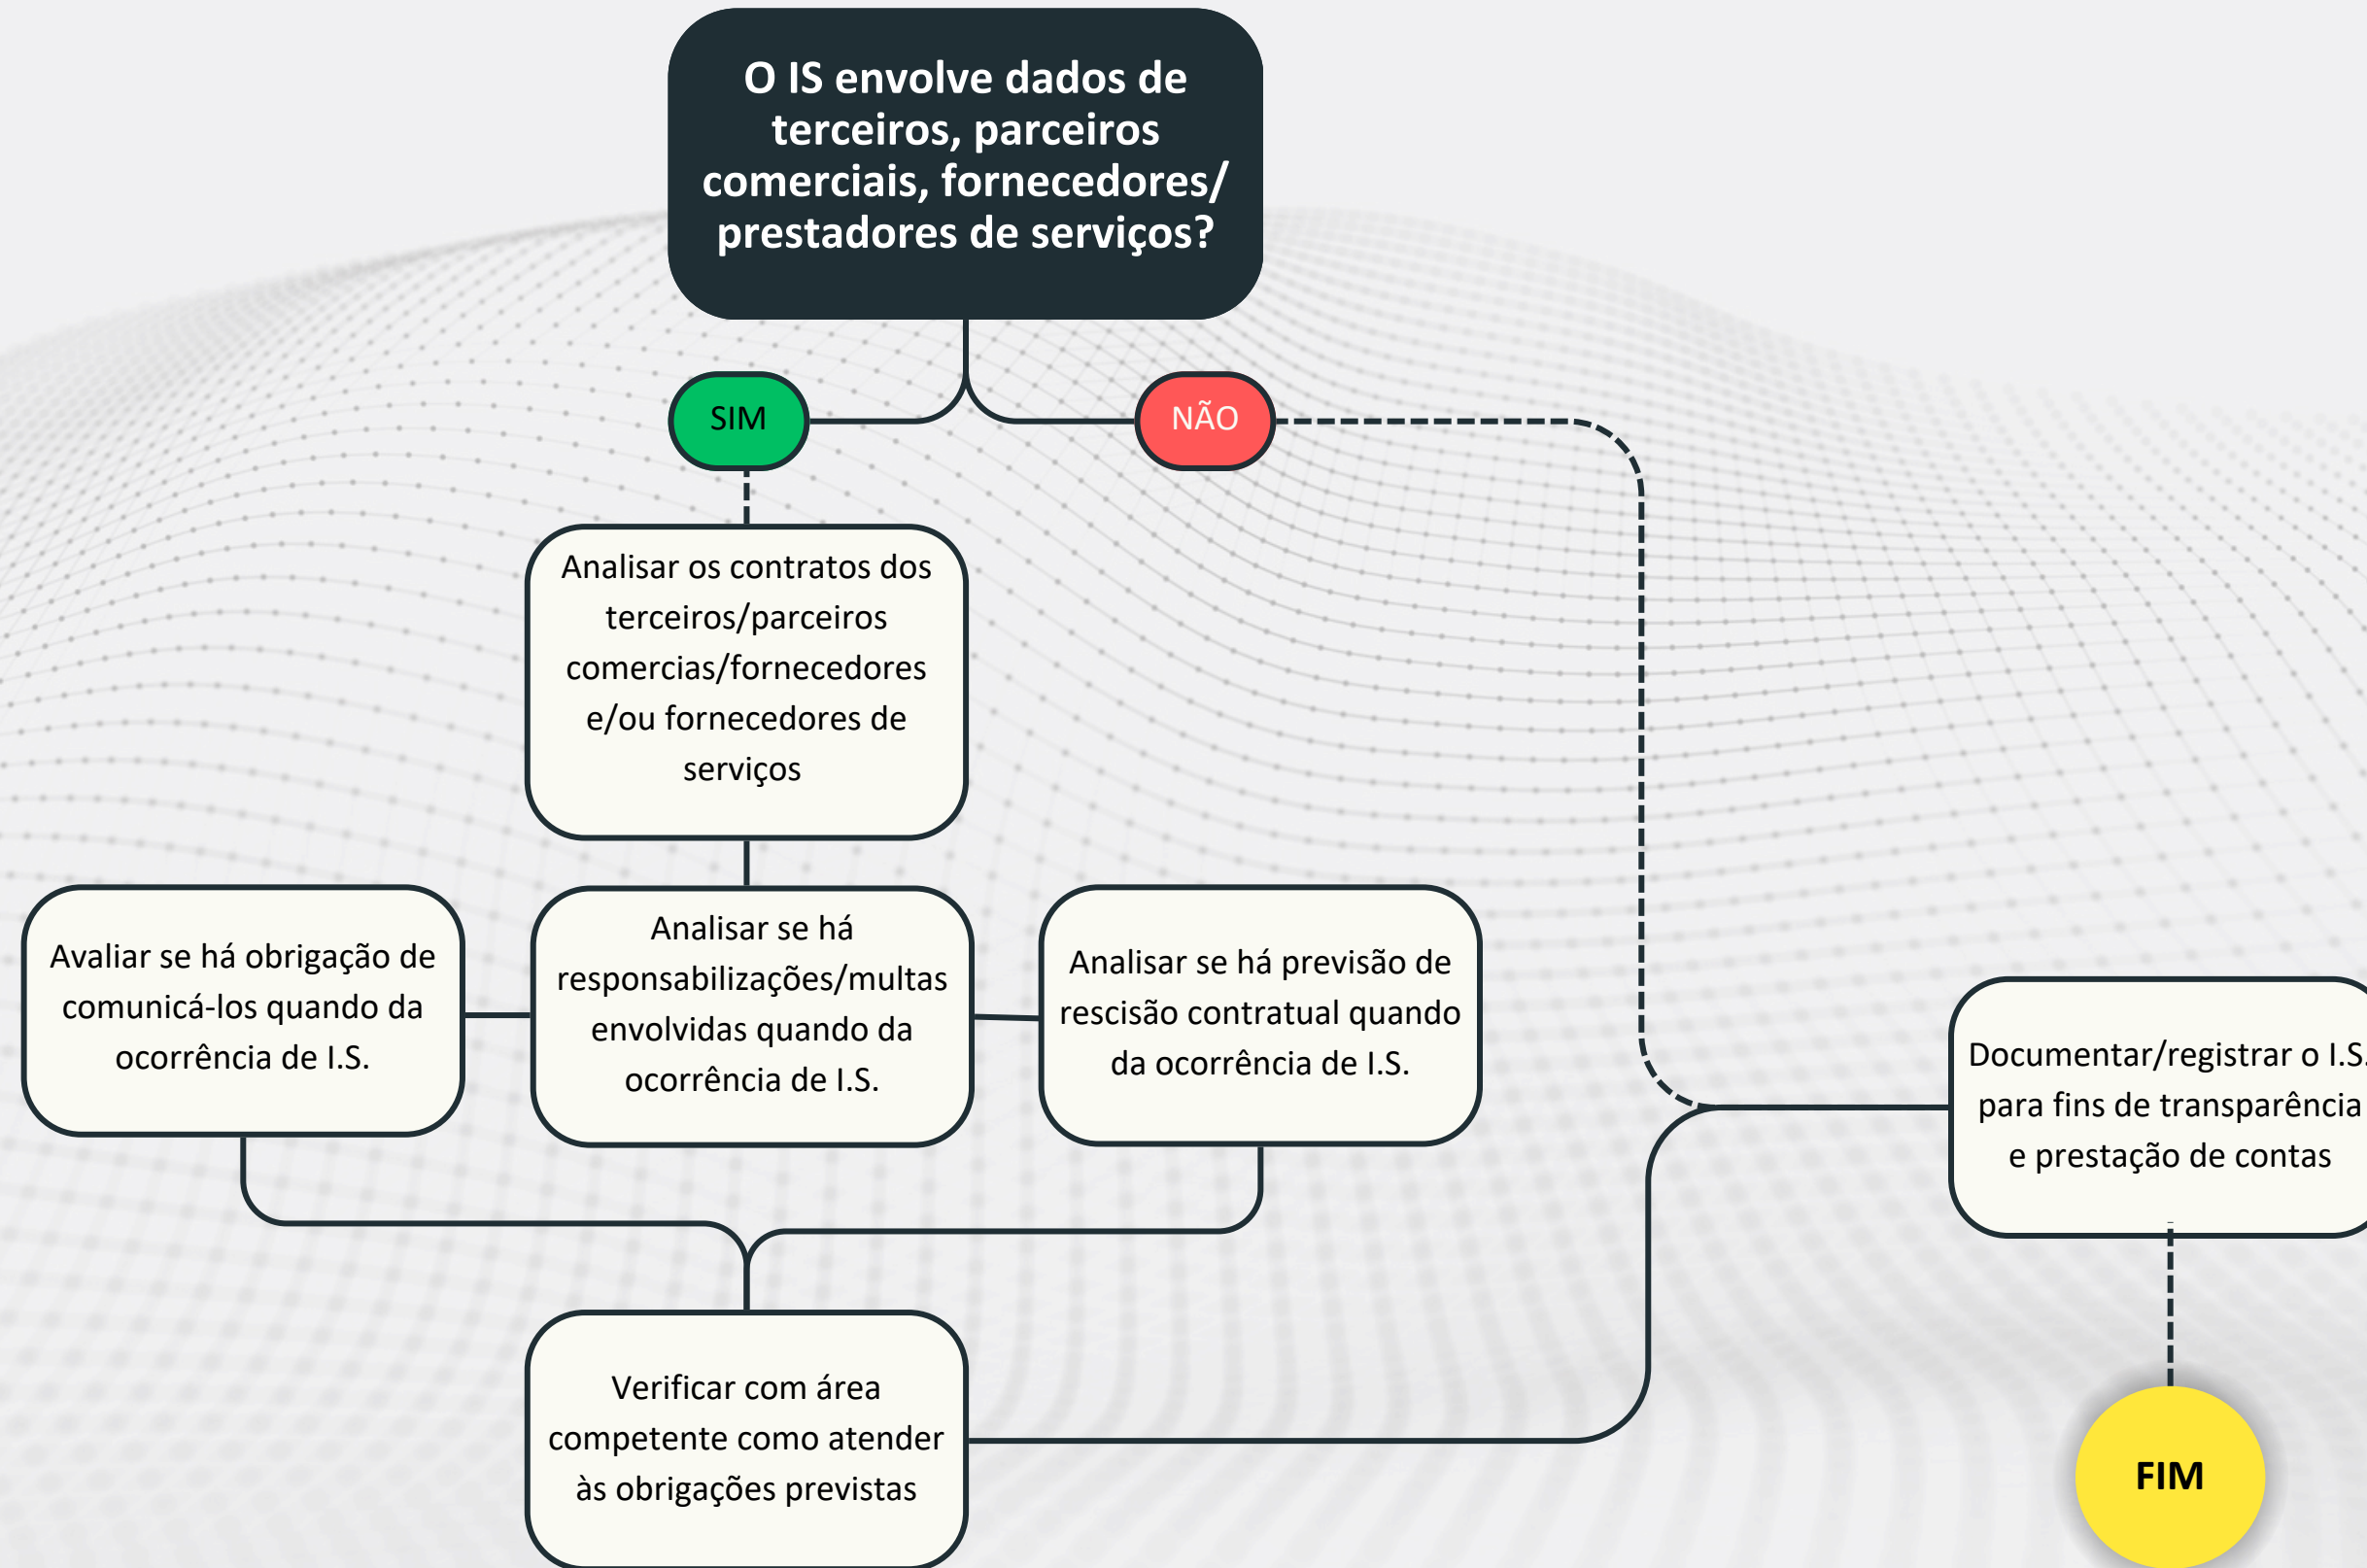 O IS envolve dados de
terceiros, parceiros
comerciais, fornecedores/
prestadores de serviços?
SIM
NÃO
Analisar os contratos dos
terceiros/parceiros
comercias/fornecedores
e/ou fornecedores de
serviços
Avaliar se há obrigação de
comunicá-los quando da
ocorrência de I.S.
Analisar se há
responsabilizações/multas
envolvidas quando da
ocorrência de I.S.
Analisar se há previsão de
rescisão contratual quando
da ocorrência de I.S.
Documentar/registrar o I.S.
para fins de transparência
e prestação de contas
Verificar com área
competente como atender
às obrigações previstas
FIM